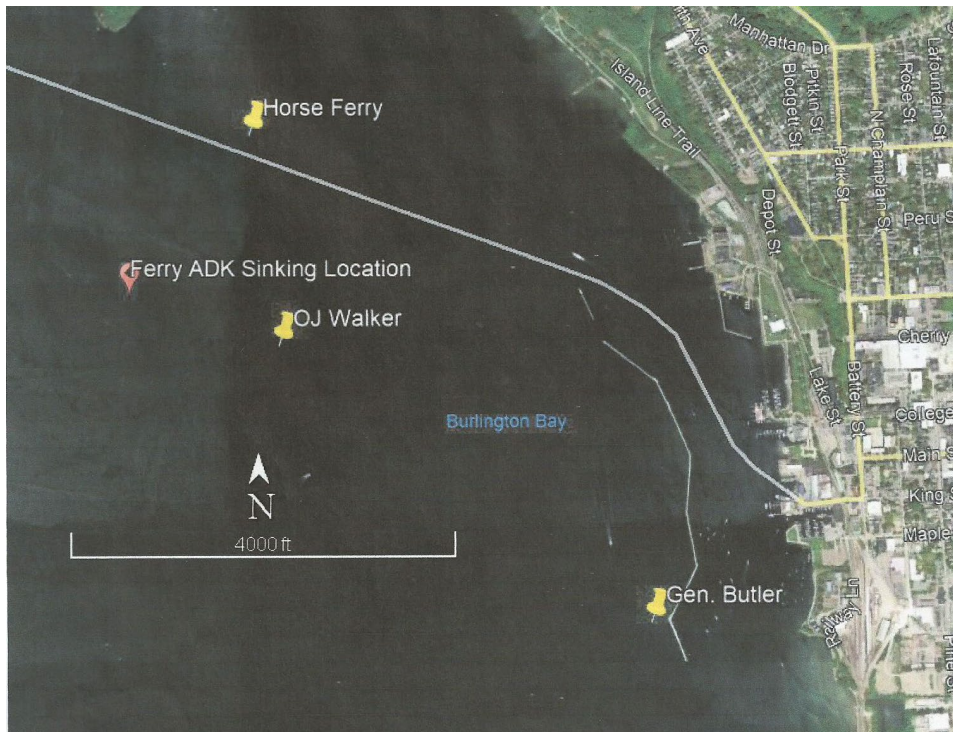 Manhattan Dr
Lafountain St
Rose St
Pitkin St
Blodgett St
Island Line Trail
N Champlain St
Park St
Horse Ferry
Depot St
Peru S
Ferry ADK Sinking Location
OJ Walker
Cherry
Lake St
Battery St
College
Burlington Bay
Main S
King S
N
Maple
4000 ft
Gen. Butler
Railway Ln
Pine St